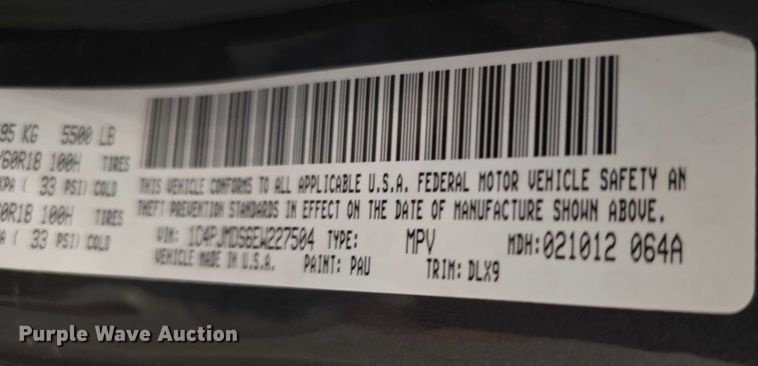 95 KG 5500 LB
60R18 100H TIRES
KPA ( 33 PSI) COLD
0R18 100H TIRES
A ( 33 PSI) COLD
THIS VEHICLE CONFORMS TO ALL APPLICABLE U.S.A. FEDERAL MOTOR VEHICLE SAFETY AN
THEFT PREVENTION STANDARDS IN EFFECT ON THE DATE OF MANUFACTURE SHOWN ABOVE.
VIN: 1C4PJMDS6EW227504 TYPE: MPV MDH:021012 064A
VEHICLE MADE IN U.S.A. PAINT: PAU TRIM: DLX9
Purple Wave Auction